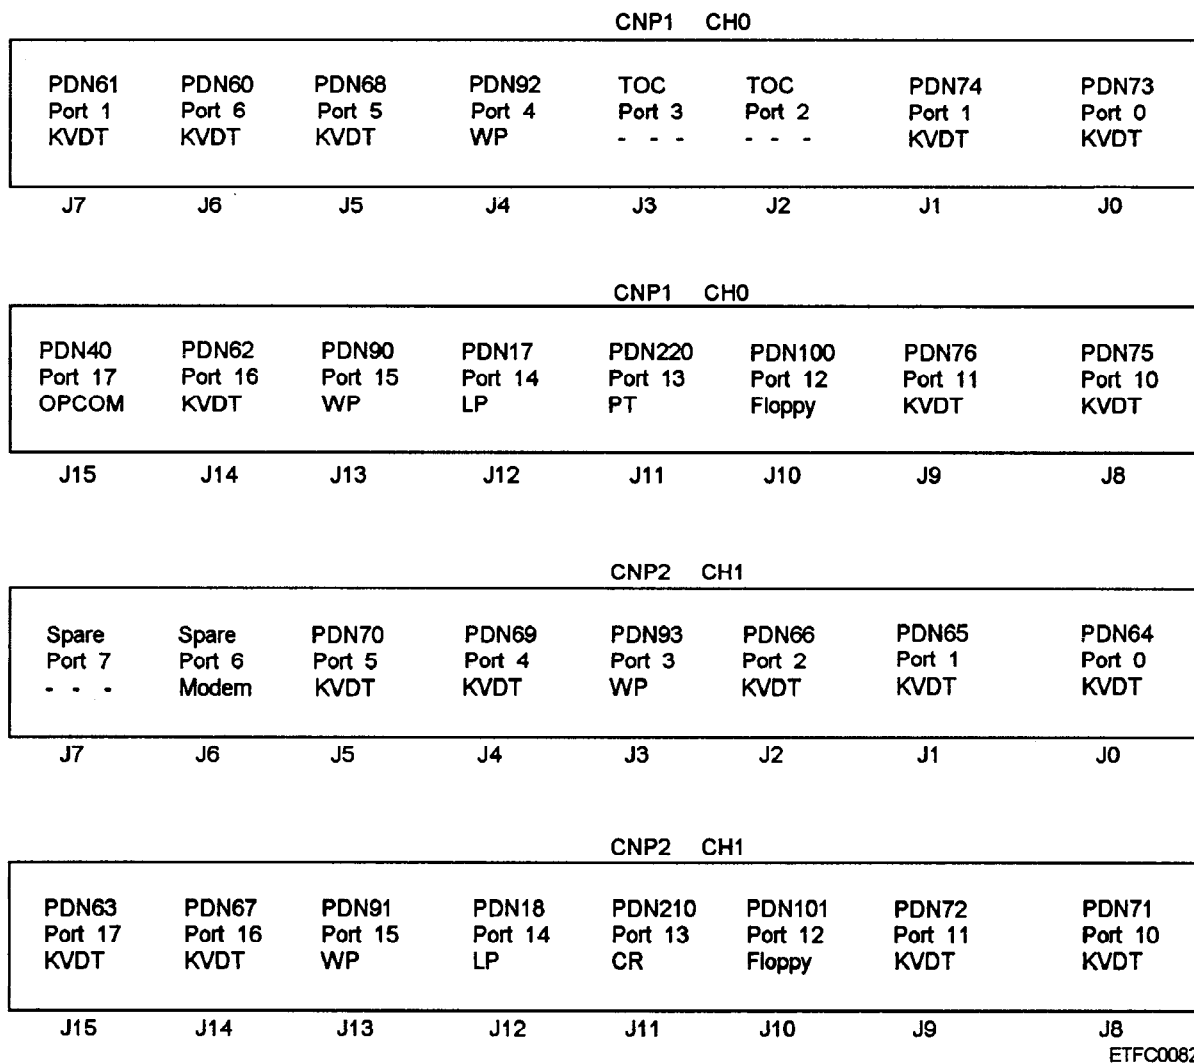 CNP1 CH0
PDN61 PDN60 PDN68 PDN92 TOC TOC PDN74 PDN73
Port 1 Port 6 Port 5 Port 4 Port 3 Port 2 Port 1 Port 0
KVDT KVDT KVDT WP - - - - - - KVDT KVDT
J7 J6 J5 J4 J3 J2 J1 J0
CNP1 CH0
PDN40 PDN62 PDN90 PDN17 PDN220 PDN100 PDN76 PDN75
Port 17 Port 16 Port 15 Port 14 Port 13 Port 12 Port 11 Port 10
OPCOM KVDT WP LP PT Floppy KVDT KVDT
J15 J14 J13 J12 J11 J10 J9 J8
CNP2 CH1
Spare Spare PDN70 PDN69 PDN93 PDN66 PDN65 PDN64
Port 7 Port 6 Port 5 Port 4 Port 3 Port 2 Port 1 Port 0
- - - Modem KVDT KVDT WP KVDT KVDT KVDT
J7 J6 J5 J4 J3 J2 J1 J0
CNP2 CH1
PDN63 PDN67 PDN91 PDN18 PDN210 PDN101 PDN72 PDN71
Port 17 Port 16 Port 15 Port 14 Port 13 Port 12 Port 11 Port 10
KVDT KVDT WP LP CR Floppy KVDT KVDT
J15 J14 J13 J12 J11 J10 J9 J8
ETFC0082